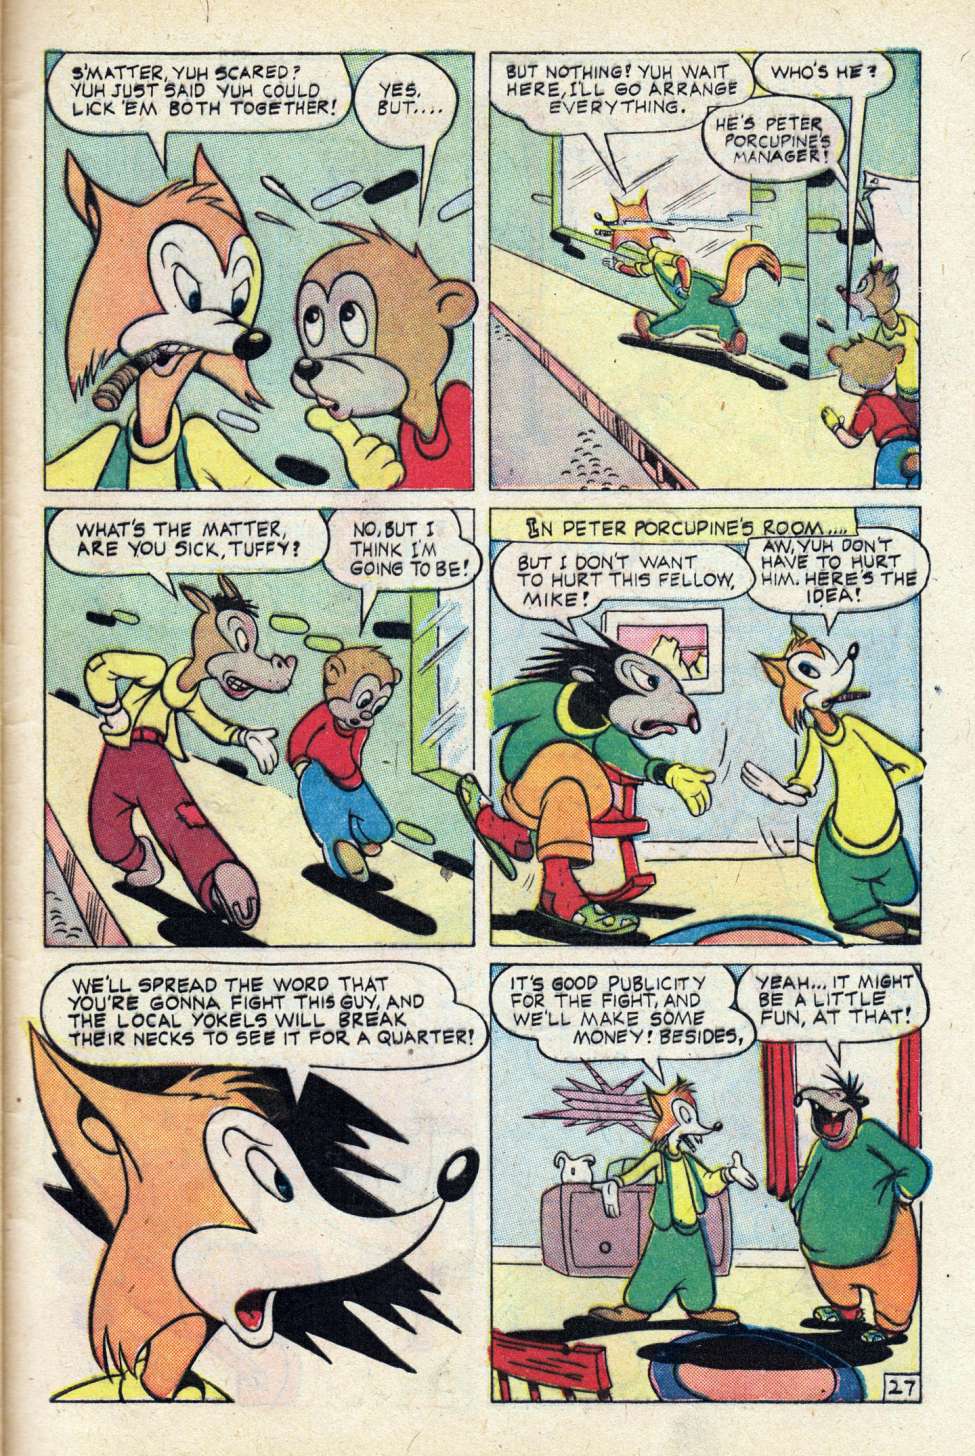 S'MATTER, YUH SCARED?
YUH JUST SAID YUH COULD
LICK 'EM BOTH TOGETHER!
YES,
BUT....
BUT NOTHING! YUH WAIT
HERE, I'LL GO ARRANGE
EVERYTHING.
WHO'S HE?
HE'S PETER
PORCUPINE'S
MANAGER!
WHAT'S THE MATTER,
ARE YOU SICK, TUFFY?
NO, BUT I
THINK I'M
GOING TO BE!
IN PETER PORCUPINE'S ROOM....
BUT I DON'T WANT
TO HURT THIS FELLOW,
MIKE!
AW, YUH DON'T
HAVE TO HURT
HIM. HERE'S THE
IDEA!
WE'LL SPREAD THE WORD THAT
YOU'RE GONNA FIGHT THIS GUY, AND
THE LOCAL YOKELS WILL BREAK
THEIR NECKS TO SEE IT FOR A QUARTER!
IT'S GOOD PUBLICITY
FOR THE FIGHT, AND
WE'LL MAKE SOME
MONEY! BESIDES,
YEAH... IT MIGHT
BE A LITTLE
FUN, AT THAT!
27